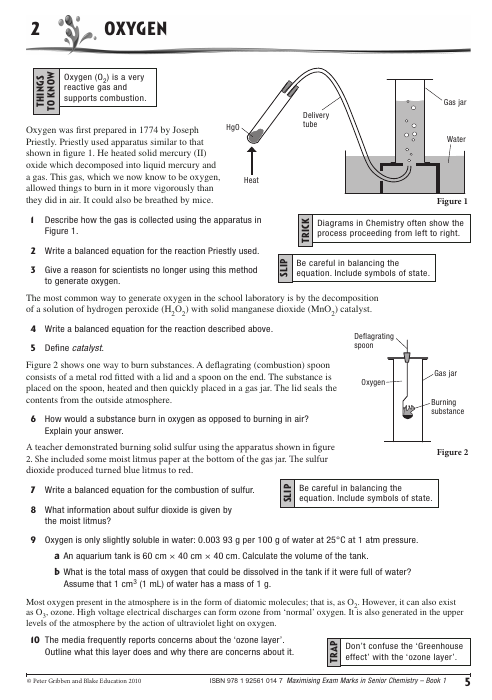 2 OXYGEN
THINGS TO KNOW
Oxygen (O₂) is a very
reactive gas and
supports combustion.
HgO
Delivery
tube
Gas jar
Water
Heat
Figure 1
Oxygen was first prepared in 1774 by Joseph
Priestly. Priestly used apparatus similar to that
shown in figure 1. He heated solid mercury (II)
oxide which decomposed into liquid mercury and
a gas. This gas, which we now know to be oxygen,
allowed things to burn in it more vigorously than
they did in air. It could also be breathed by mice.
1 Describe how the gas is collected using the apparatus in
Figure 1.
TRICK
Diagrams in Chemistry often show the
process proceeding from left to right.
2 Write a balanced equation for the reaction Priestly used.
3 Give a reason for scientists no longer using this method
to generate oxygen.
SLIP
Be careful in balancing the
equation. Include symbols of state.
The most common way to generate oxygen in the school laboratory is by the decomposition
of a solution of hydrogen peroxide (H₂O₂) with solid manganese dioxide (MnO₂) catalyst.
4 Write a balanced equation for the reaction described above.
5 Define catalyst.
Deflagrating
spoon
Oxygen
Gas jar
Burning
substance
Figure 2
Figure 2 shows one way to burn substances. A deflagrating (combustion) spoon
consists of a metal rod fitted with a lid and a spoon on the end. The substance is
placed on the spoon, heated and then quickly placed in a gas jar. The lid seals the
contents from the outside atmosphere.
6 How would a substance burn in oxygen as opposed to burning in air?
Explain your answer.
A teacher demonstrated burning solid sulfur using the apparatus shown in figure
2. She included some moist litmus paper at the bottom of the gas jar. The sulfur
dioxide produced turned blue litmus to red.
7 Write a balanced equation for the combustion of sulfur.
SLIP
Be careful in balancing the
equation. Include symbols of state.
8 What information about sulfur dioxide is given by
the moist litmus?
9 Oxygen is only slightly soluble in water: 0.003 93 g per 100 g of water at 25°C at 1 atm pressure.
a An aquarium tank is 60 cm × 40 cm × 40 cm. Calculate the volume of the tank.
b What is the total mass of oxygen that could be dissolved in the tank if it were full of water?
Assume that 1 cm³ (1 mL) of water has a mass of 1 g.
Most oxygen present in the atmosphere is in the form of diatomic molecules; that is, as O₂. However, it can also exist
as O₃, ozone. High voltage electrical discharges can form ozone from 'normal' oxygen. It is also generated in the upper
levels of the atmosphere by the action of ultraviolet light on oxygen.
10 The media frequently reports concerns about the 'ozone layer'.
Outline what this layer does and why there are concerns about it.
TRAP
Don't confuse the 'Greenhouse
effect' with the 'ozone layer'.
© Peter Gribben and Blake Education 2010 ISBN 978 1 92561 014 7 Maximising Exam Marks in Senior Chemistry – Book 1 5